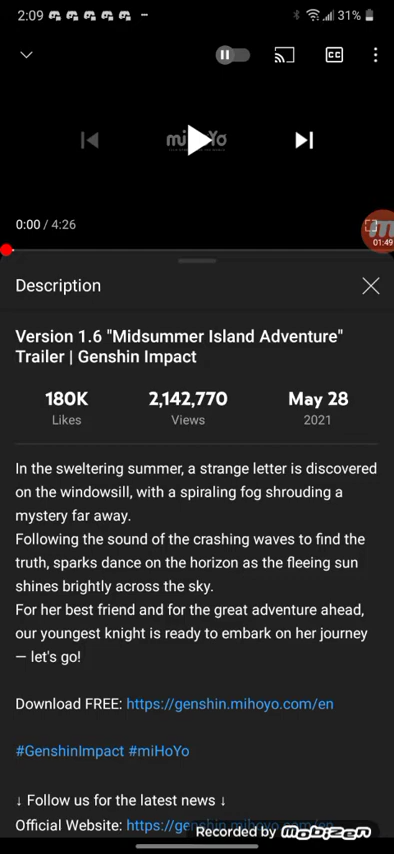 2:09
31%
CC
miHoYo
0:00 / 4:26
01:49
Description
Version 1.6 "Midsummer Island Adventure"
Trailer | Genshin Impact
180K 2,142,770 May 28
Likes Views 2021
In the sweltering summer, a strange letter is discovered
on the windowsill, with a spiraling fog shrouding a
mystery far away.
Following the sound of the crashing waves to find the
truth, sparks dance on the horizon as the fleeing sun
shines brightly across the sky.
For her best friend and for the great adventure ahead,
our youngest knight is ready to embark on her journey
— let's go!
Download FREE: https://genshin.mihoyo.com/en
#GenshinImpact #miHoYo
↓ Follow us for the latest news ↓
Official Website: https://genshin.mihoyo.com/en
Recorded by mobizen